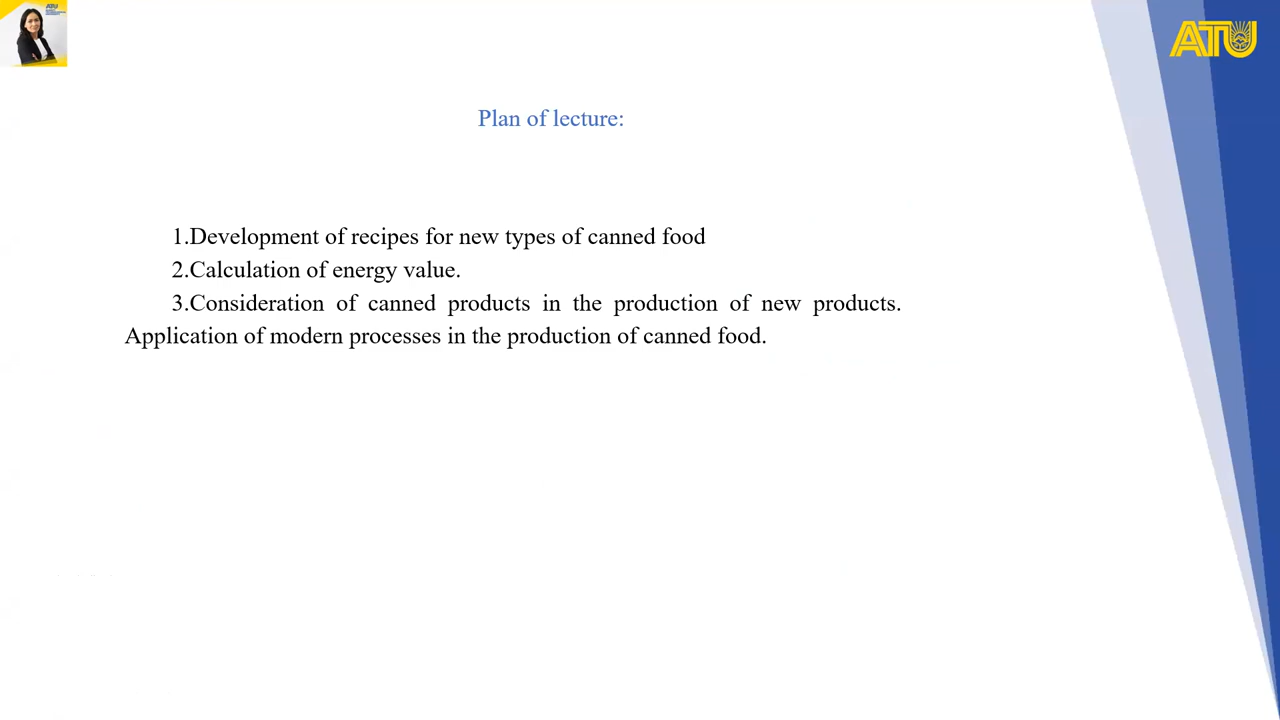 ATU
ATU
Plan of lecture:
1.Development of recipes for new types of canned food
2.Calculation of energy value.
3.Consideration of canned products in the production of new products.
Application of modern processes in the production of canned food.